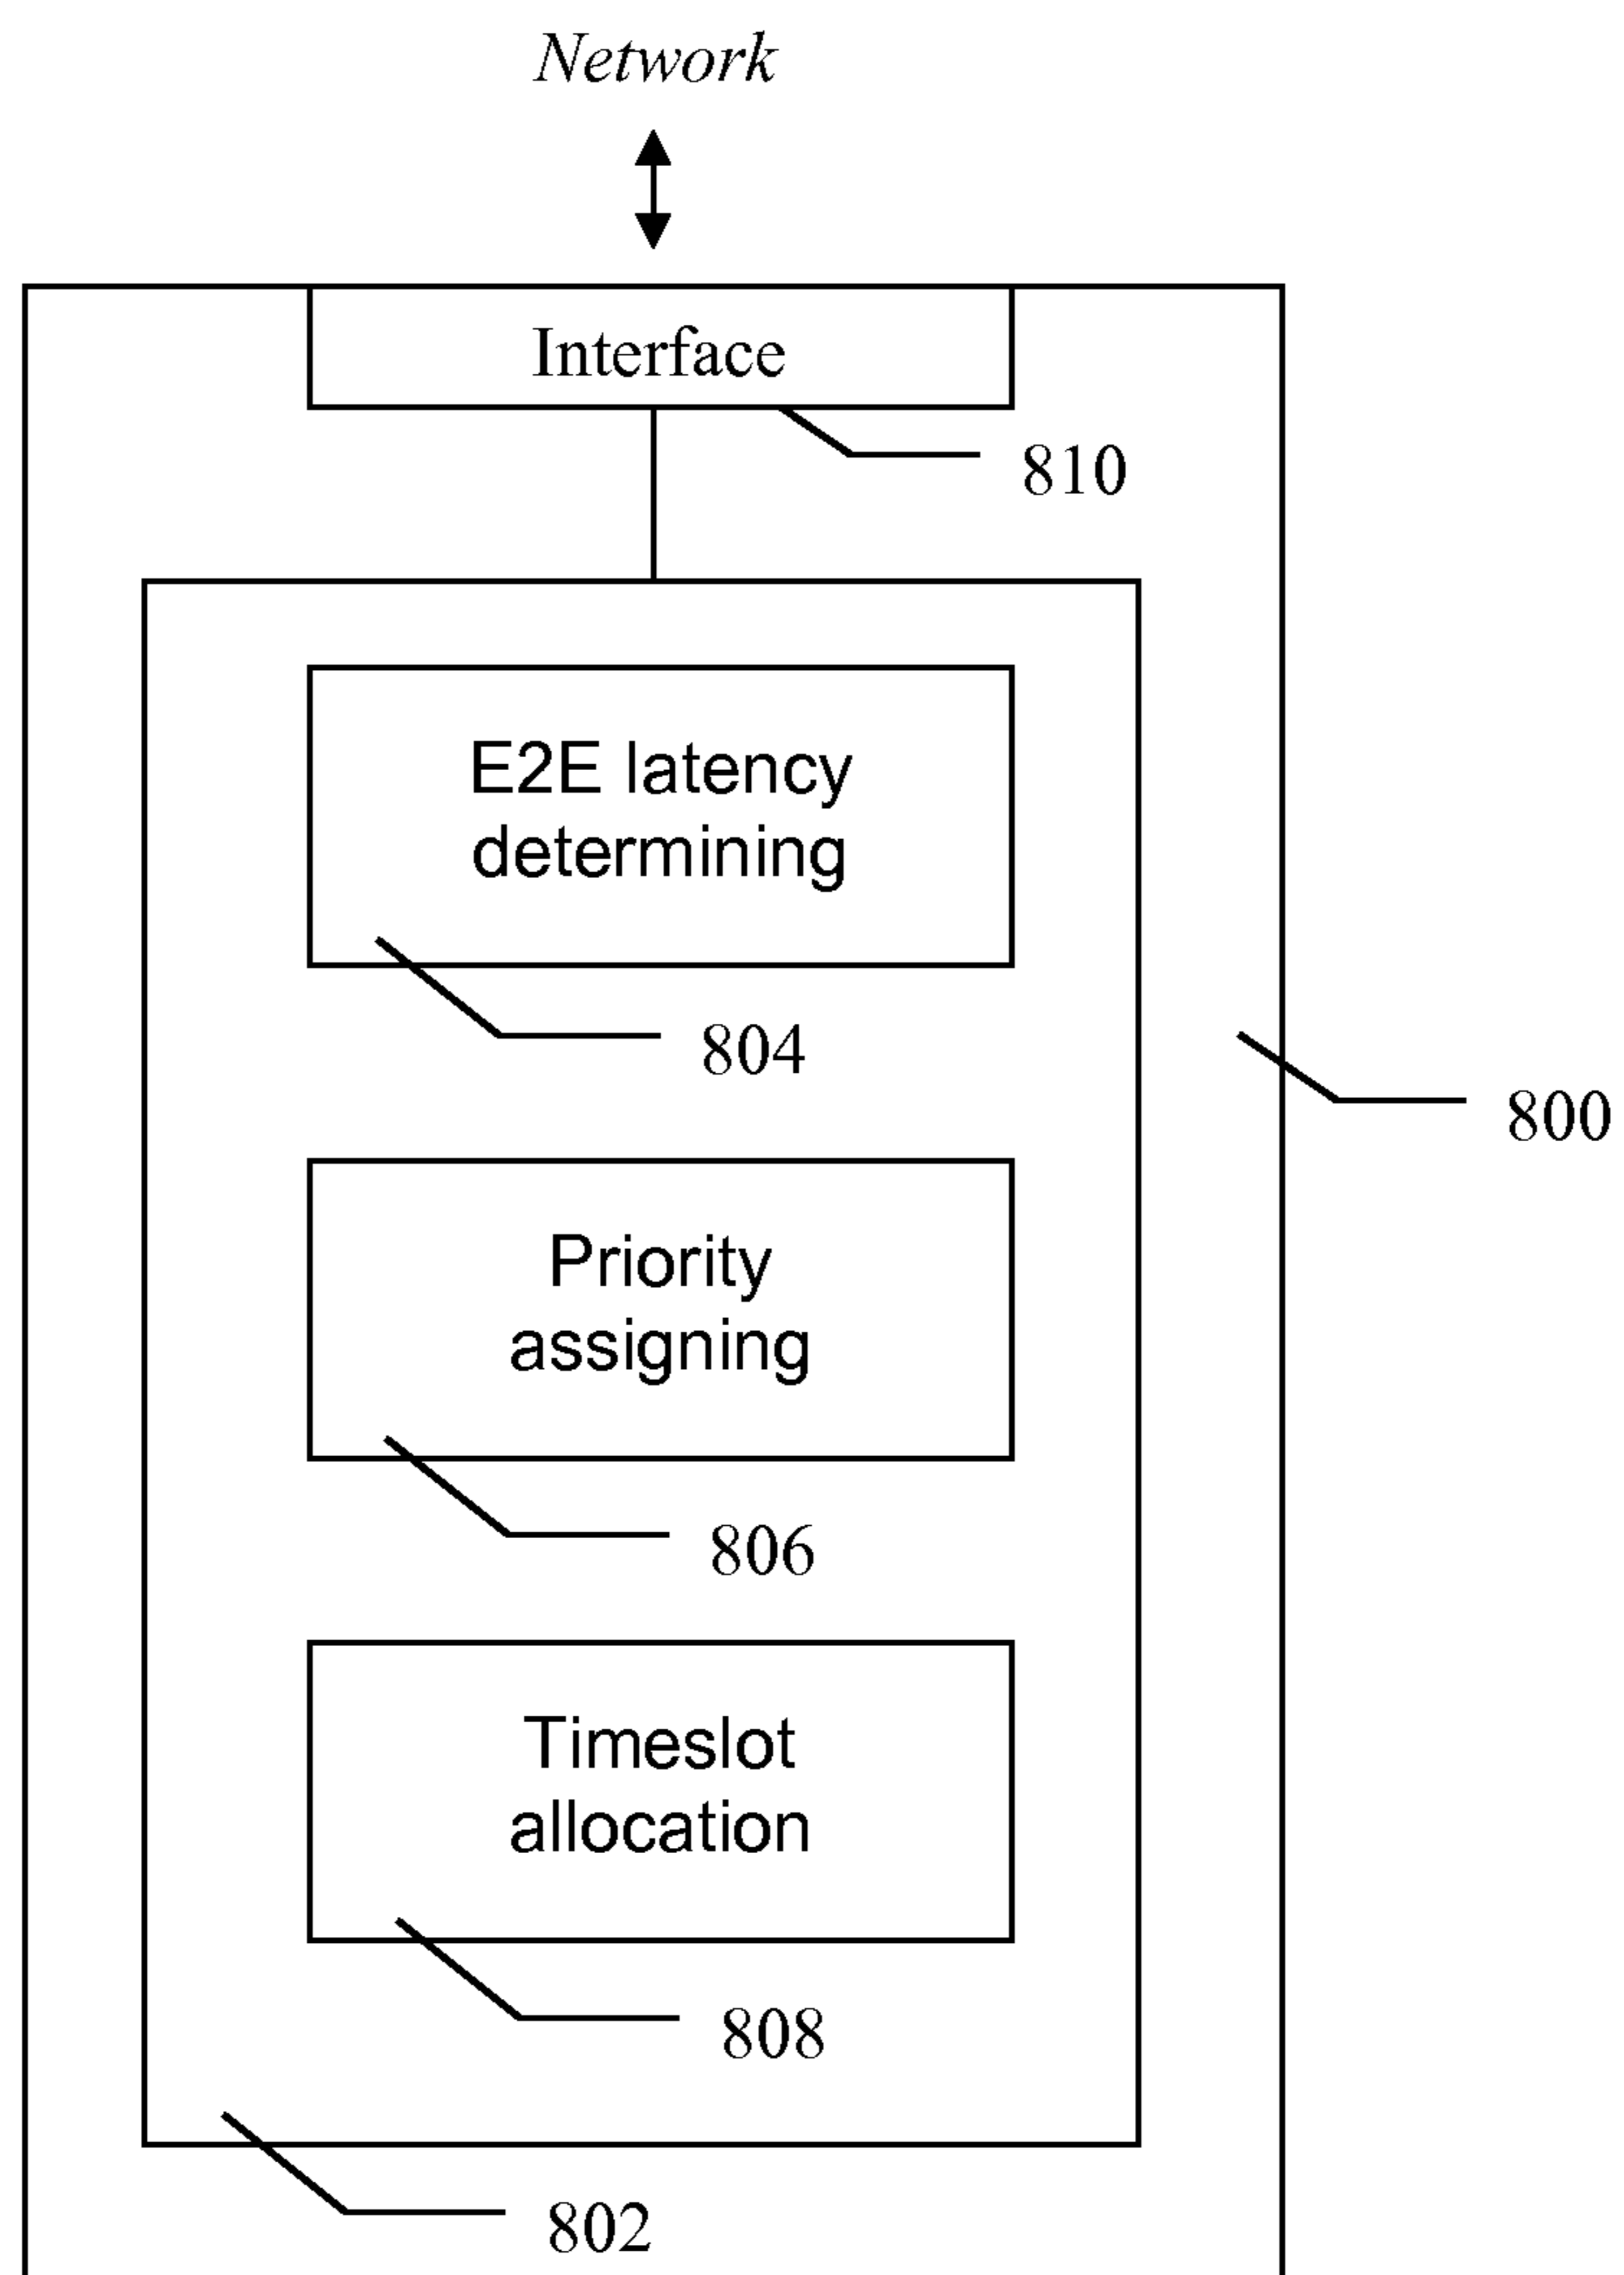 Network
Interface
810
E2E latency
determining
804
800
Priority
assigning
806
Timeslot
allocation
808
802